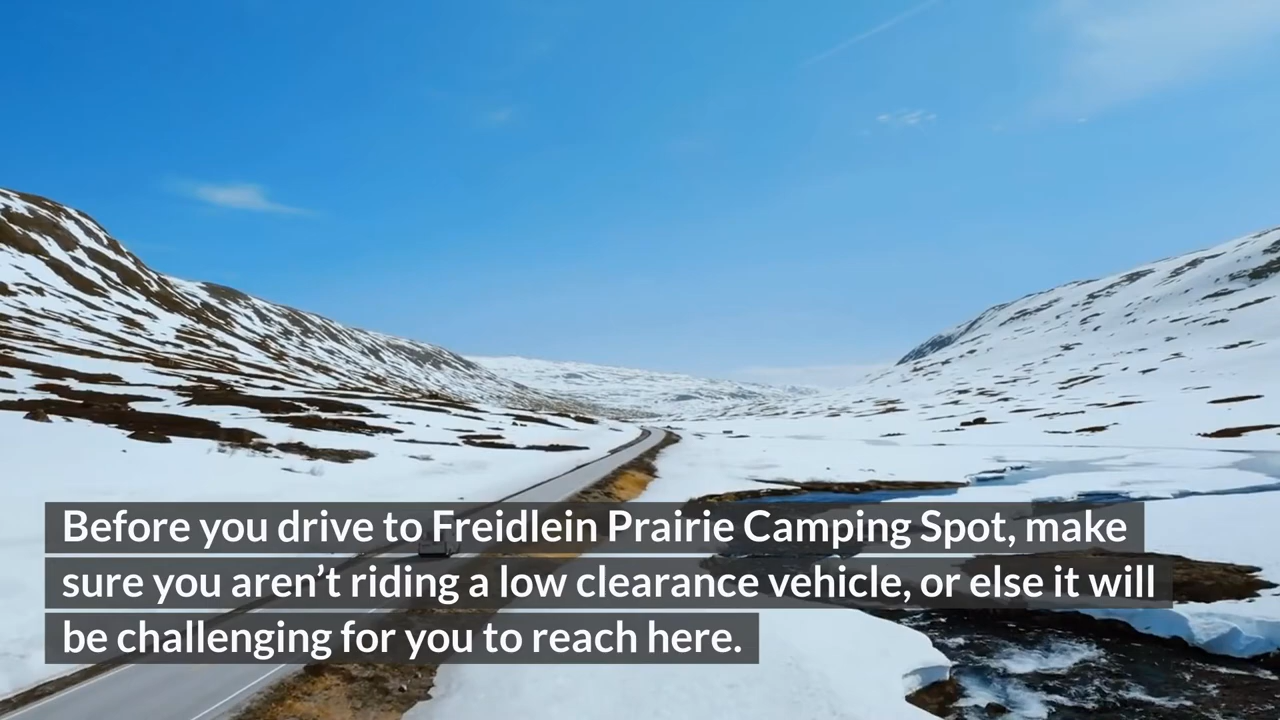 Before you drive to Freidlein Prairie Camping Spot, make
sure you aren’t riding a low clearance vehicle, or else it will
be challenging for you to reach here.